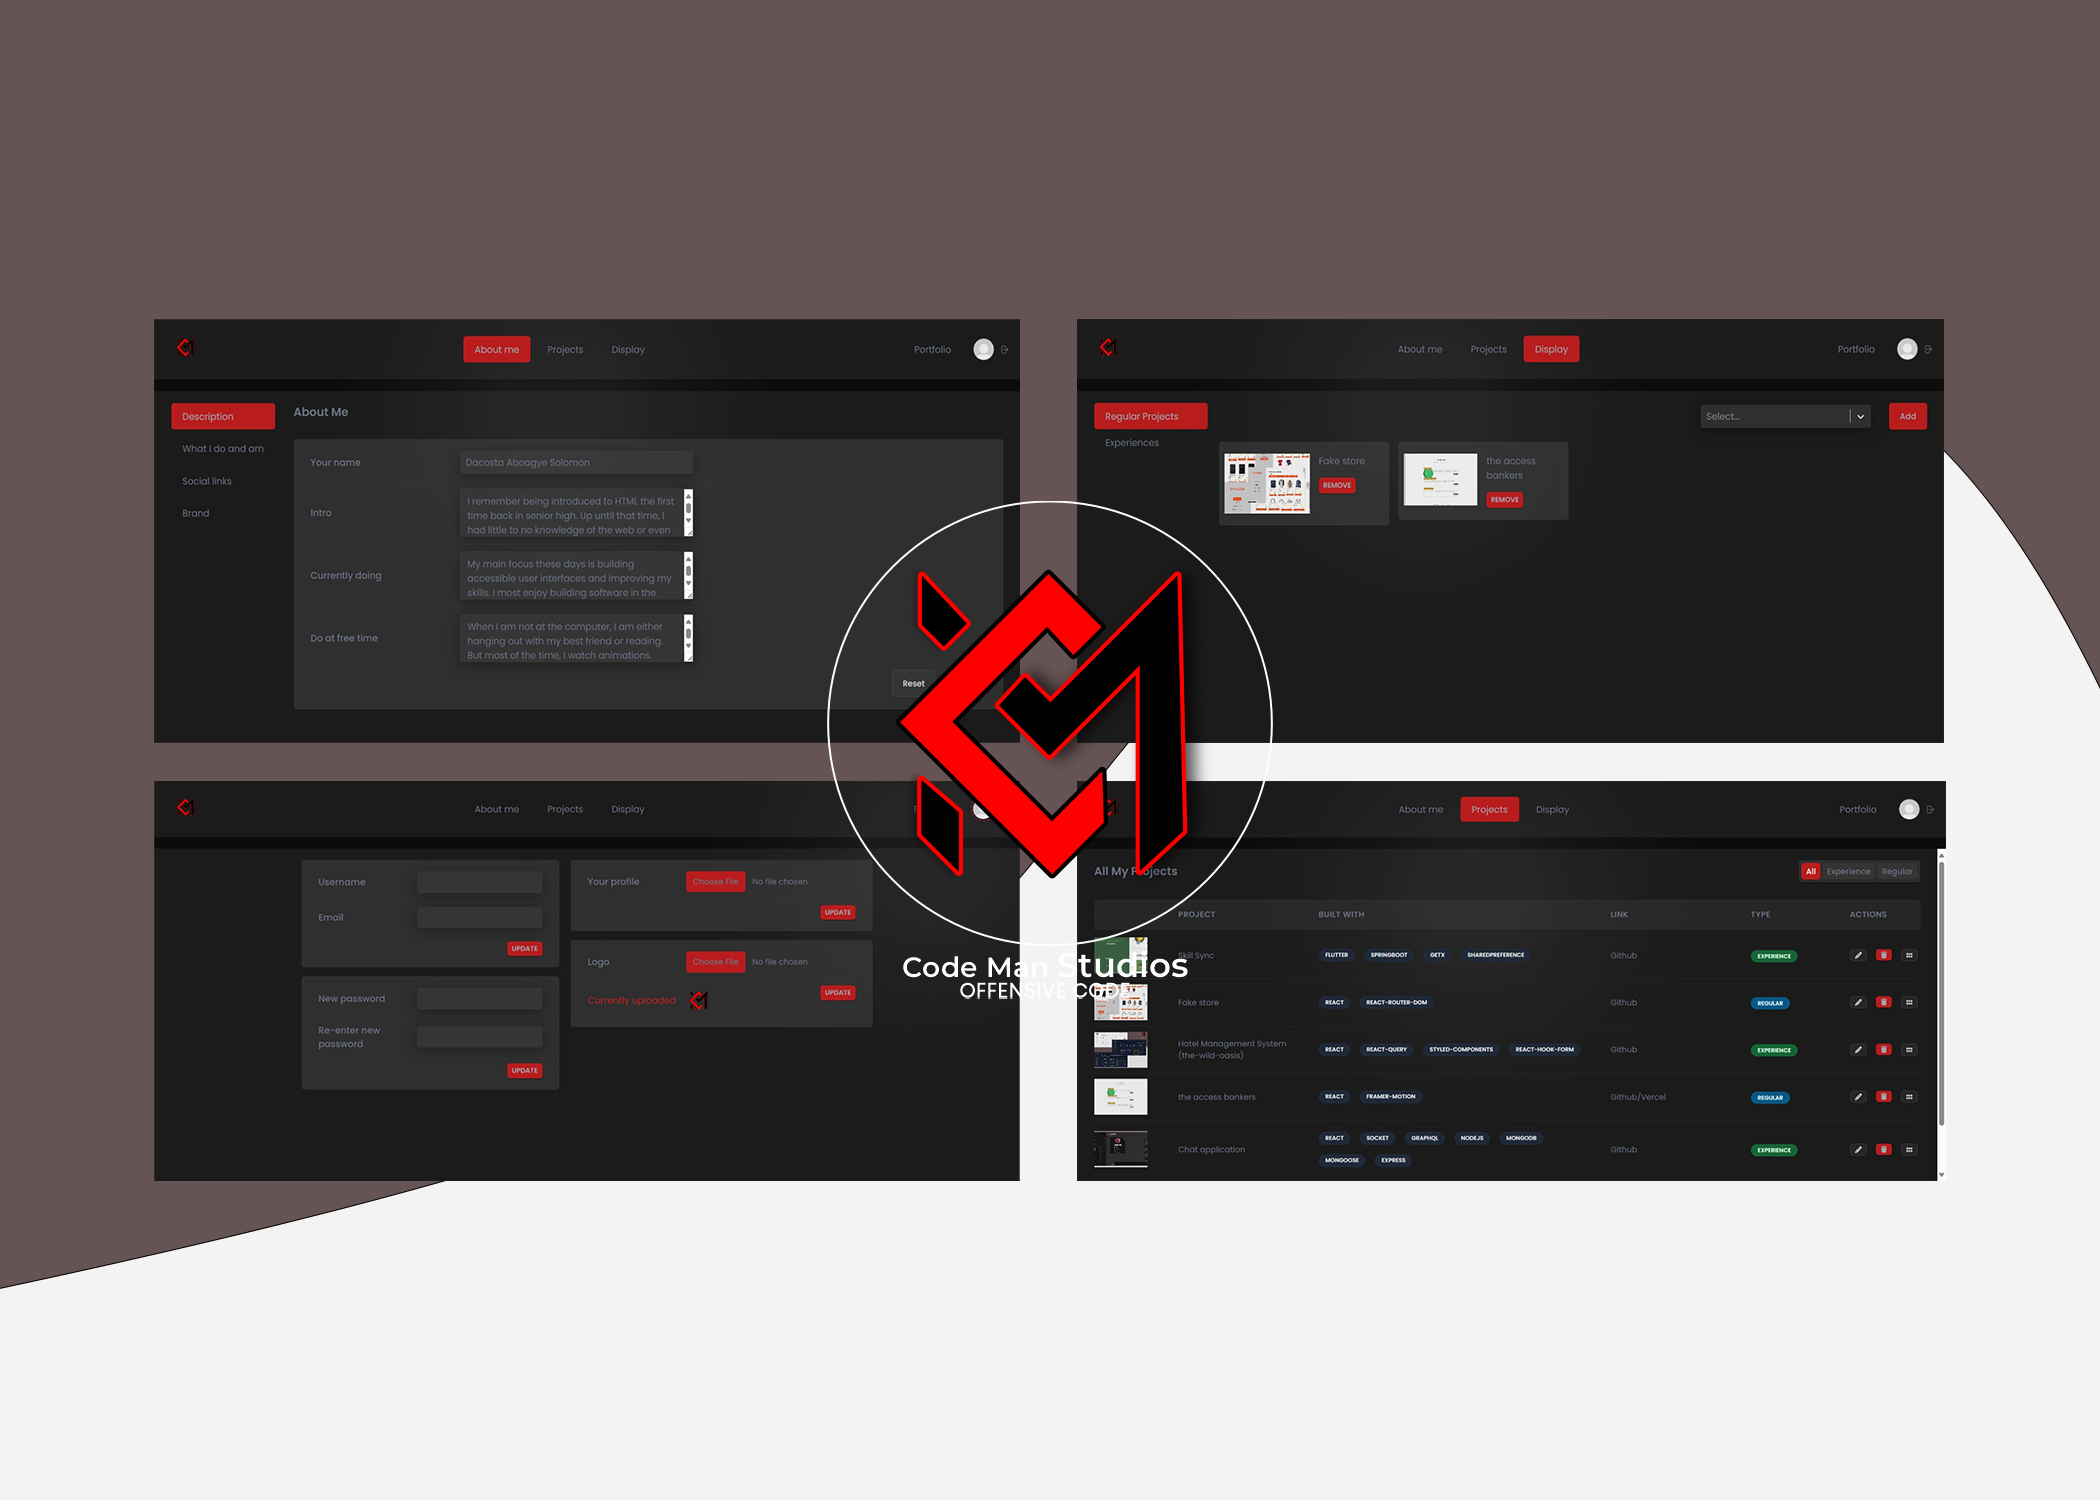 About me
Projects
Display
Portfolio
Description
What I do and am
Social links
Brand
About Me
Your name
Dacosta Aboagye Solomon
Intro
I remember being introduced to HTML the first
time back in senior high. Up until that time, I
had little to no knowledge of the web or even
Currently doing
My main focus these days is building
accessible user interfaces and improving my
skills. I most enjoy building software in the
Do at free time
When I am not at the computer, I am either
hanging out with my best friend or reading.
But most of the time, I watch animations.
Reset
About me
Projects
Display
Portfolio
Regular Projects
Experiences
Select...
Add
Fake store
REMOVE
the access
bankers
REMOVE
About me
Projects
Display
Username
Email
UPDATE
New password
Re-enter new
password
UPDATE
Your profile
Choose File
No file chosen
UPDATE
Logo
Choose File
No file chosen
Currently uploaded
UPDATE
Code Man Studios
OFFENSIVE CODE
About me
Projects
Display
Portfolio
All My Projects
All
Experience
Regular
PROJECT
BUILT WITH
LINK
TYPE
ACTIONS
Skill Sync
FLUTTER
SPRINGBOOT
GETX
SHAREDPREFERENCE
Github
EXPERIENCE
Fake store
REACT
REACT-ROUTER-DOM
Github
REGULAR
Hotel Management System
(the-wild-oasis)
REACT
REACT-QUERY
STYLED-COMPONENTS
REACT-HOOK-FORM
Github
EXPERIENCE
the access bankers
REACT
FRAMER-MOTION
Github/Vercel
REGULAR
Chat application
REACT
SOCKET
GRAPHQL
NODEJS
MONGODB
MONGOOSE
EXPRESS
Github
EXPERIENCE